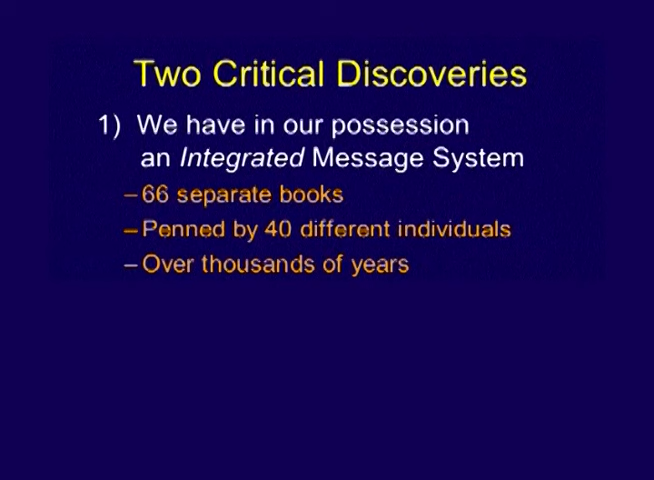 Two Critical Discoveries
1) We have in our possession
an Integrated Message System
– 66 separate books
– Penned by 40 different individuals
– Over thousands of years